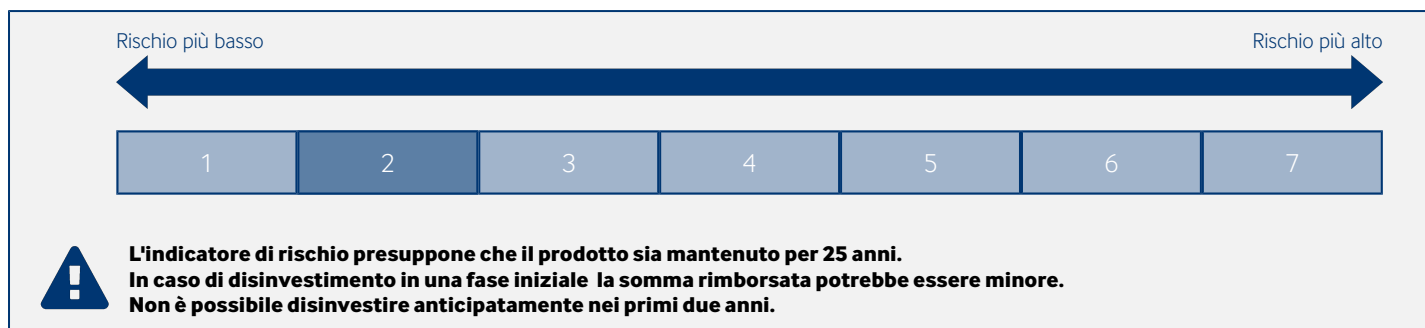 Rischio più basso Rischio più alto
1 2 3 4 5 6 7
!
L'indicatore di rischio presuppone che il prodotto sia mantenuto per 25 anni.
In caso di disinvestimento in una fase iniziale  la somma rimborsata potrebbe essere minore.
Non è possibile disinvestire anticipatamente nei primi due anni.